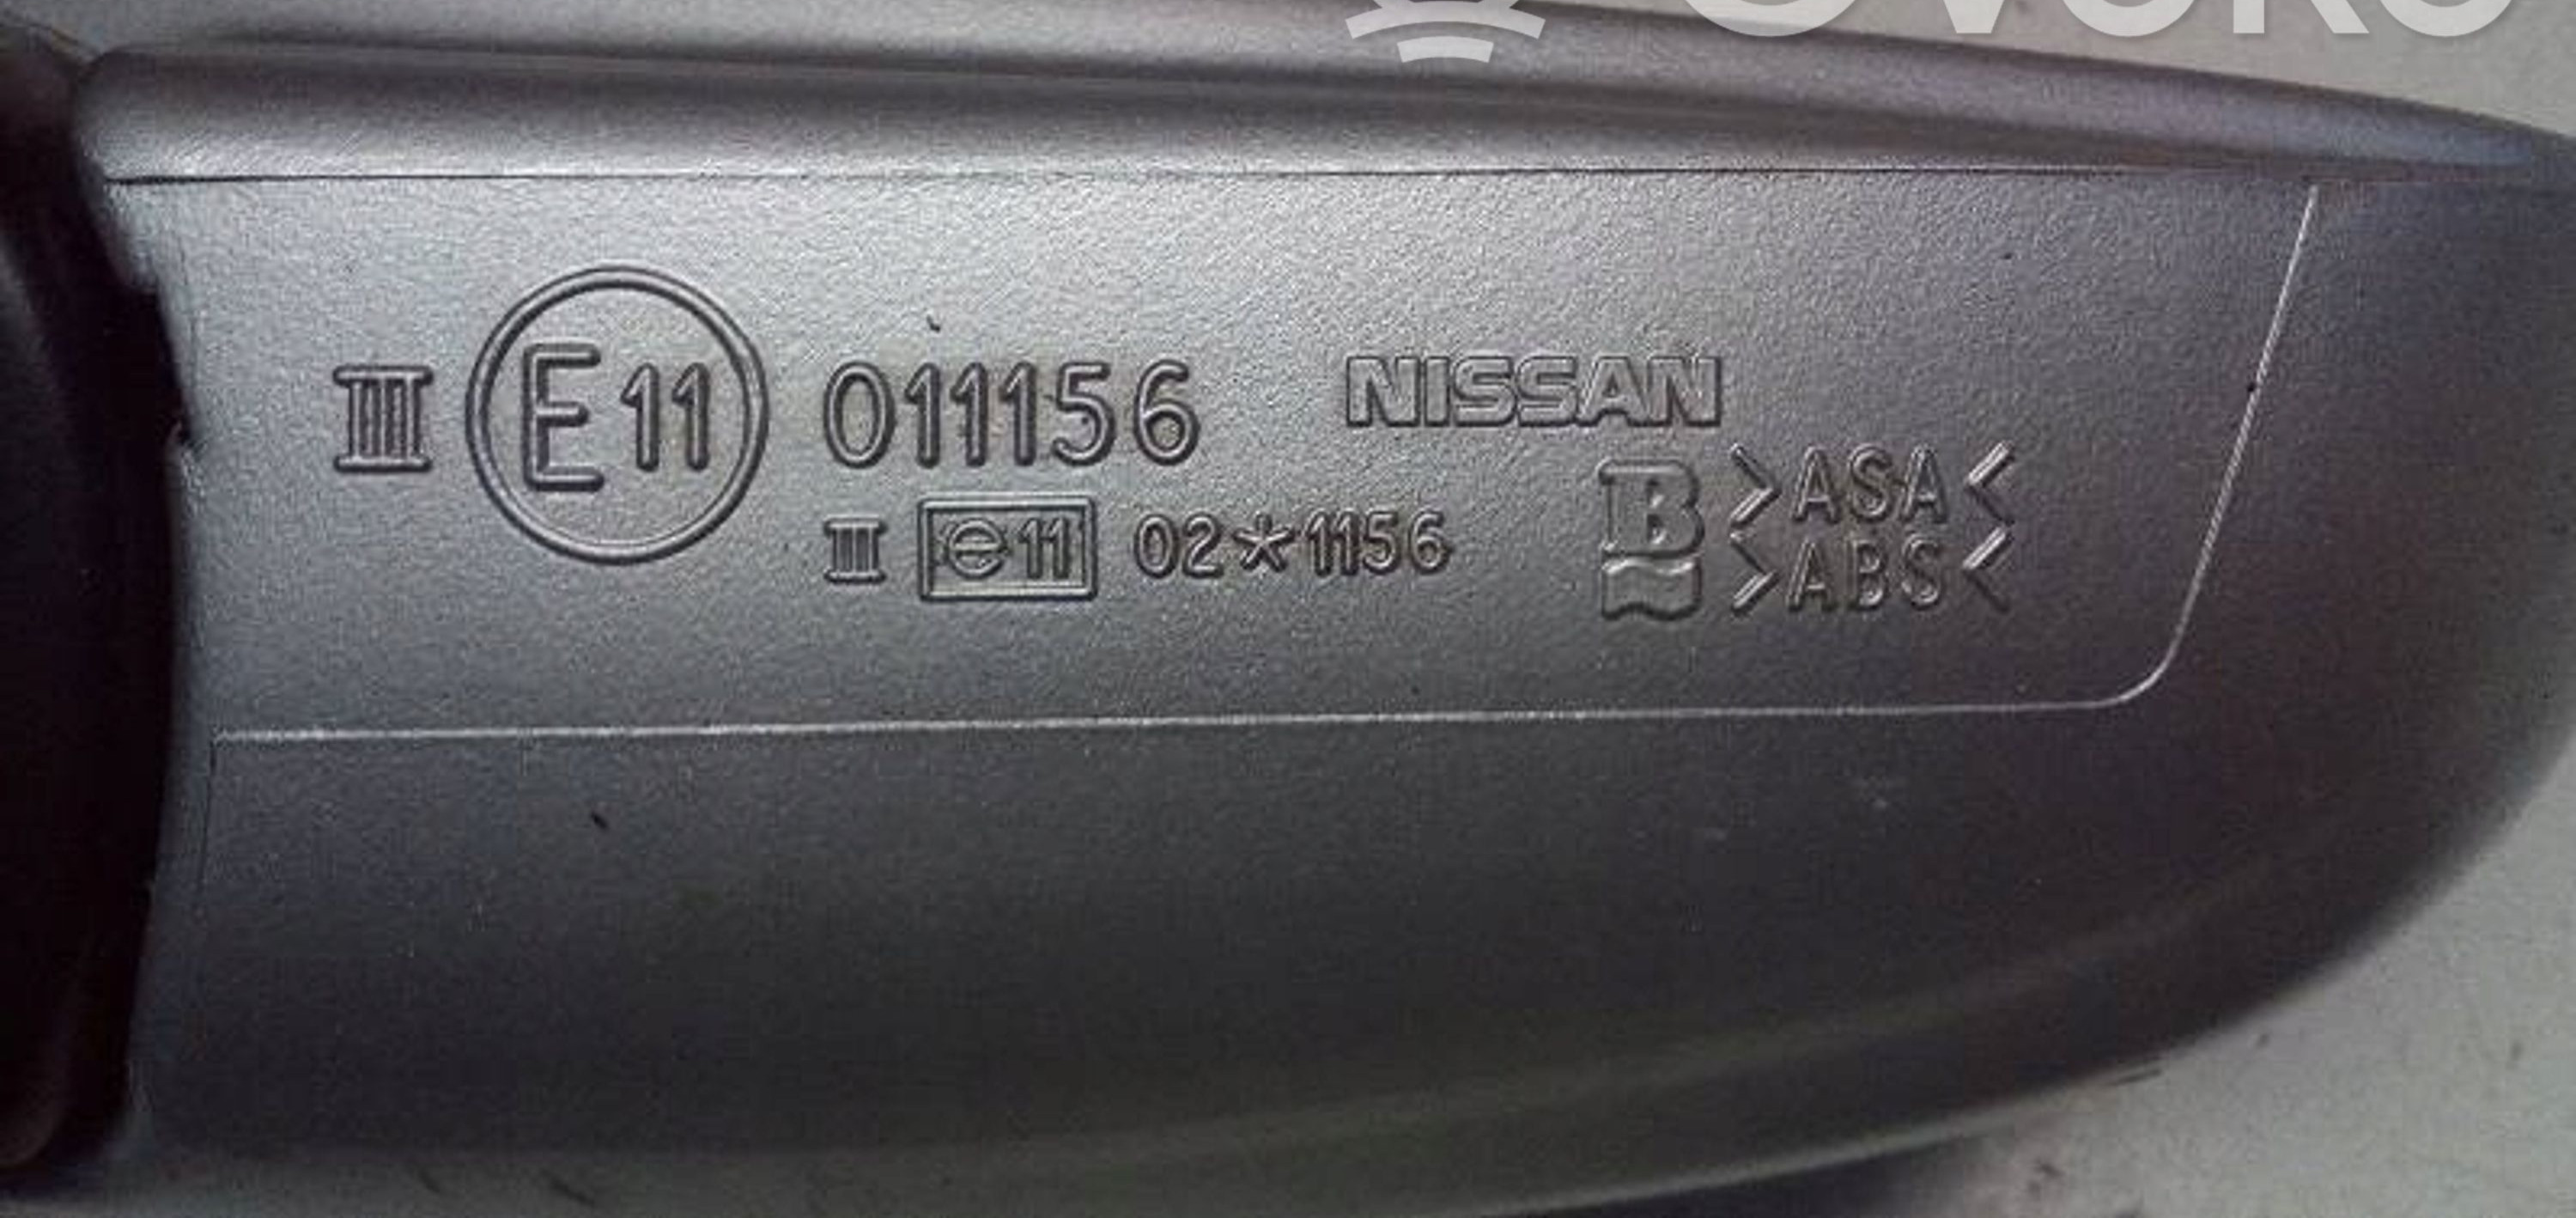 III E11 011156 NISSAN
III e11 02*1156
B >ASA<
>ABS<